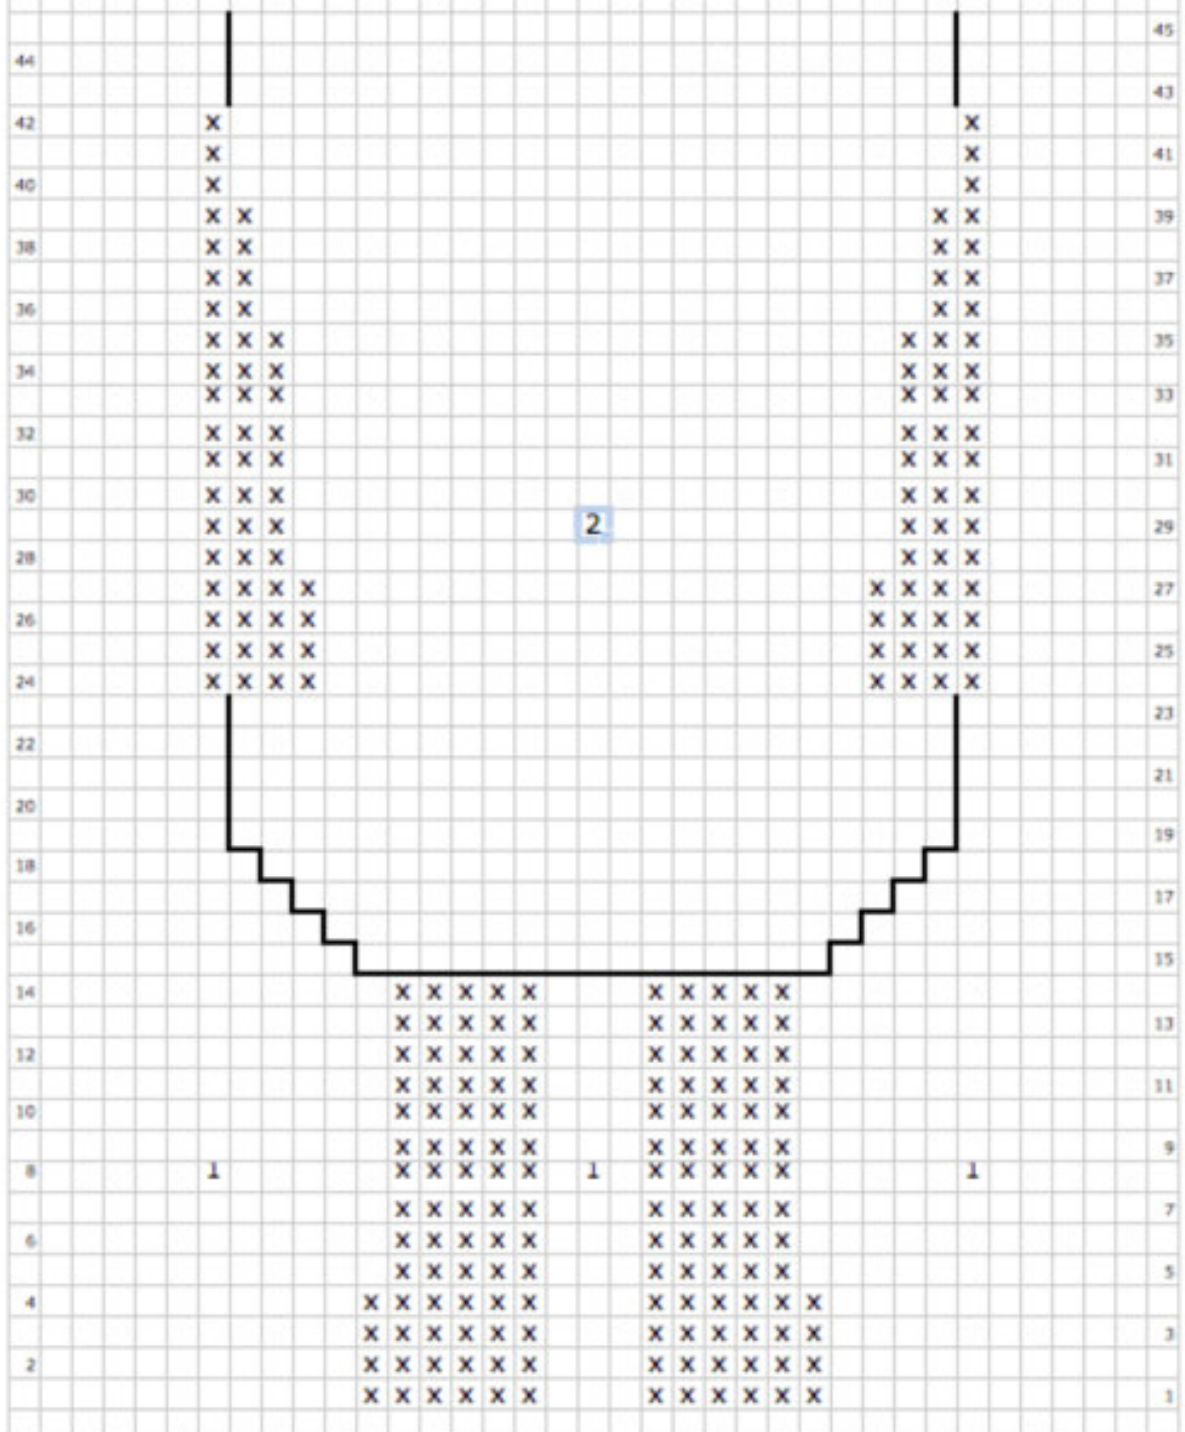 45
44
43
42 X X
X X 41
40 X X
X X X X 39
38 X X X X
X X X X 37
36 X X X X
X X X X X X 35
34 X X X X X X
X X X X X X 33
32 X X X X X X
X X X X X X 31
30 X X X X X X
X X X 2 X X X 29
28 X X X X X X
X X X X X X X X 27
26 X X X X X X X X
X X X X X X X X 25
24 X X X X X X X X
23
22
21
20
19
18
17
16
15
14 X X X X X X X X X X
X X X X X X X X X X 13
12 X X X X X X X X X X
X X X X X X X X X X 11
10 X X X X X X X X X X
X X X X X X X X X X 9
8 1 X X X X X 1 X X X X X 1
X X X X X X X X X X 7
6 X X X X X X X X X X
X X X X X X X X X X 5
4 X X X X X X X X X X X X
X X X X X X X X X X X X 3
2 X X X X X X X X X X X X
X X X X X X X X X X X X 1